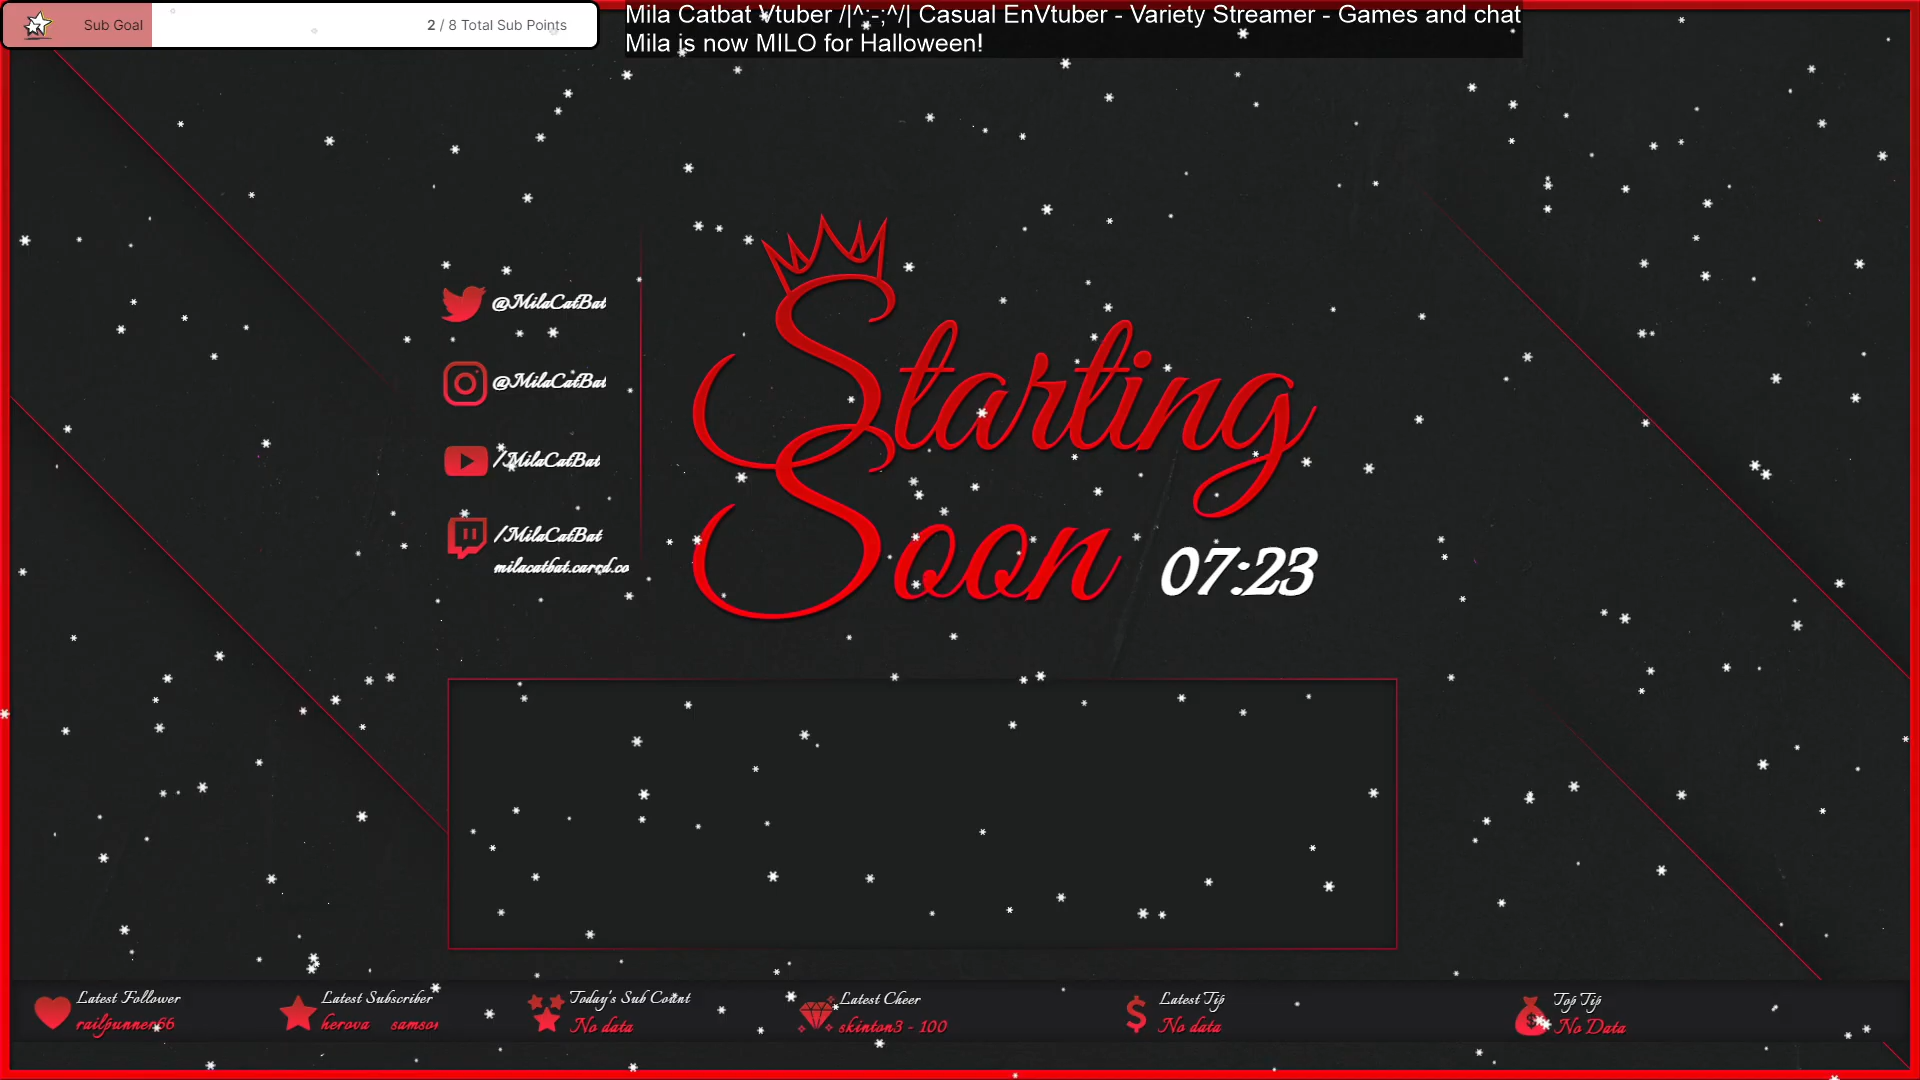 Sub Goal
2 / 8 Total Sub Points
Mila Catbat Vtuber /|^:-;^/| Casual EnVtuber - Variety Streamer - Games and chat
Mila is now MILO for Halloween!
@MilaCatBat
@MilaCatBat
/MilaCatBat
/MilaCatBat
milacatbat.carrd.co
Starting
Soon
07:23
Latest Follower
railgunner66
Latest Subscriber
herova
Today's Sub Count
No data
Latest Cheer
skinton3 - 100
Latest Tip
No data
Top Tip
No Data